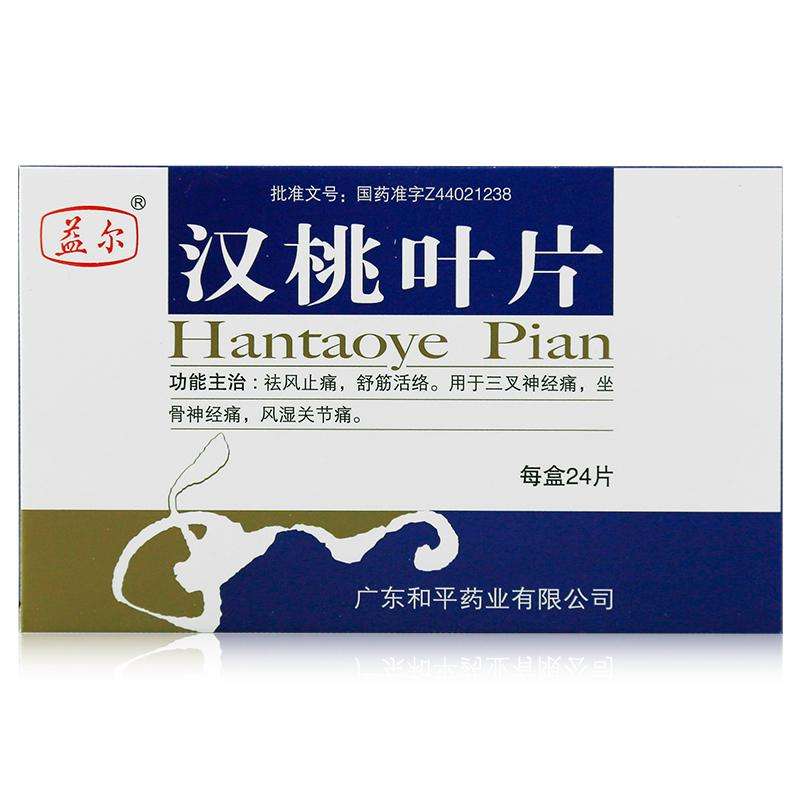 益尔®
批准文号：国药准字Z44021238
汉桃叶片
Hantaoye Pian
功能主治：祛风止痛，舒筋活络。用于三叉神经痛，坐
骨神经痛，风湿关节痛。
每盒24片
广东和平药业有限公司